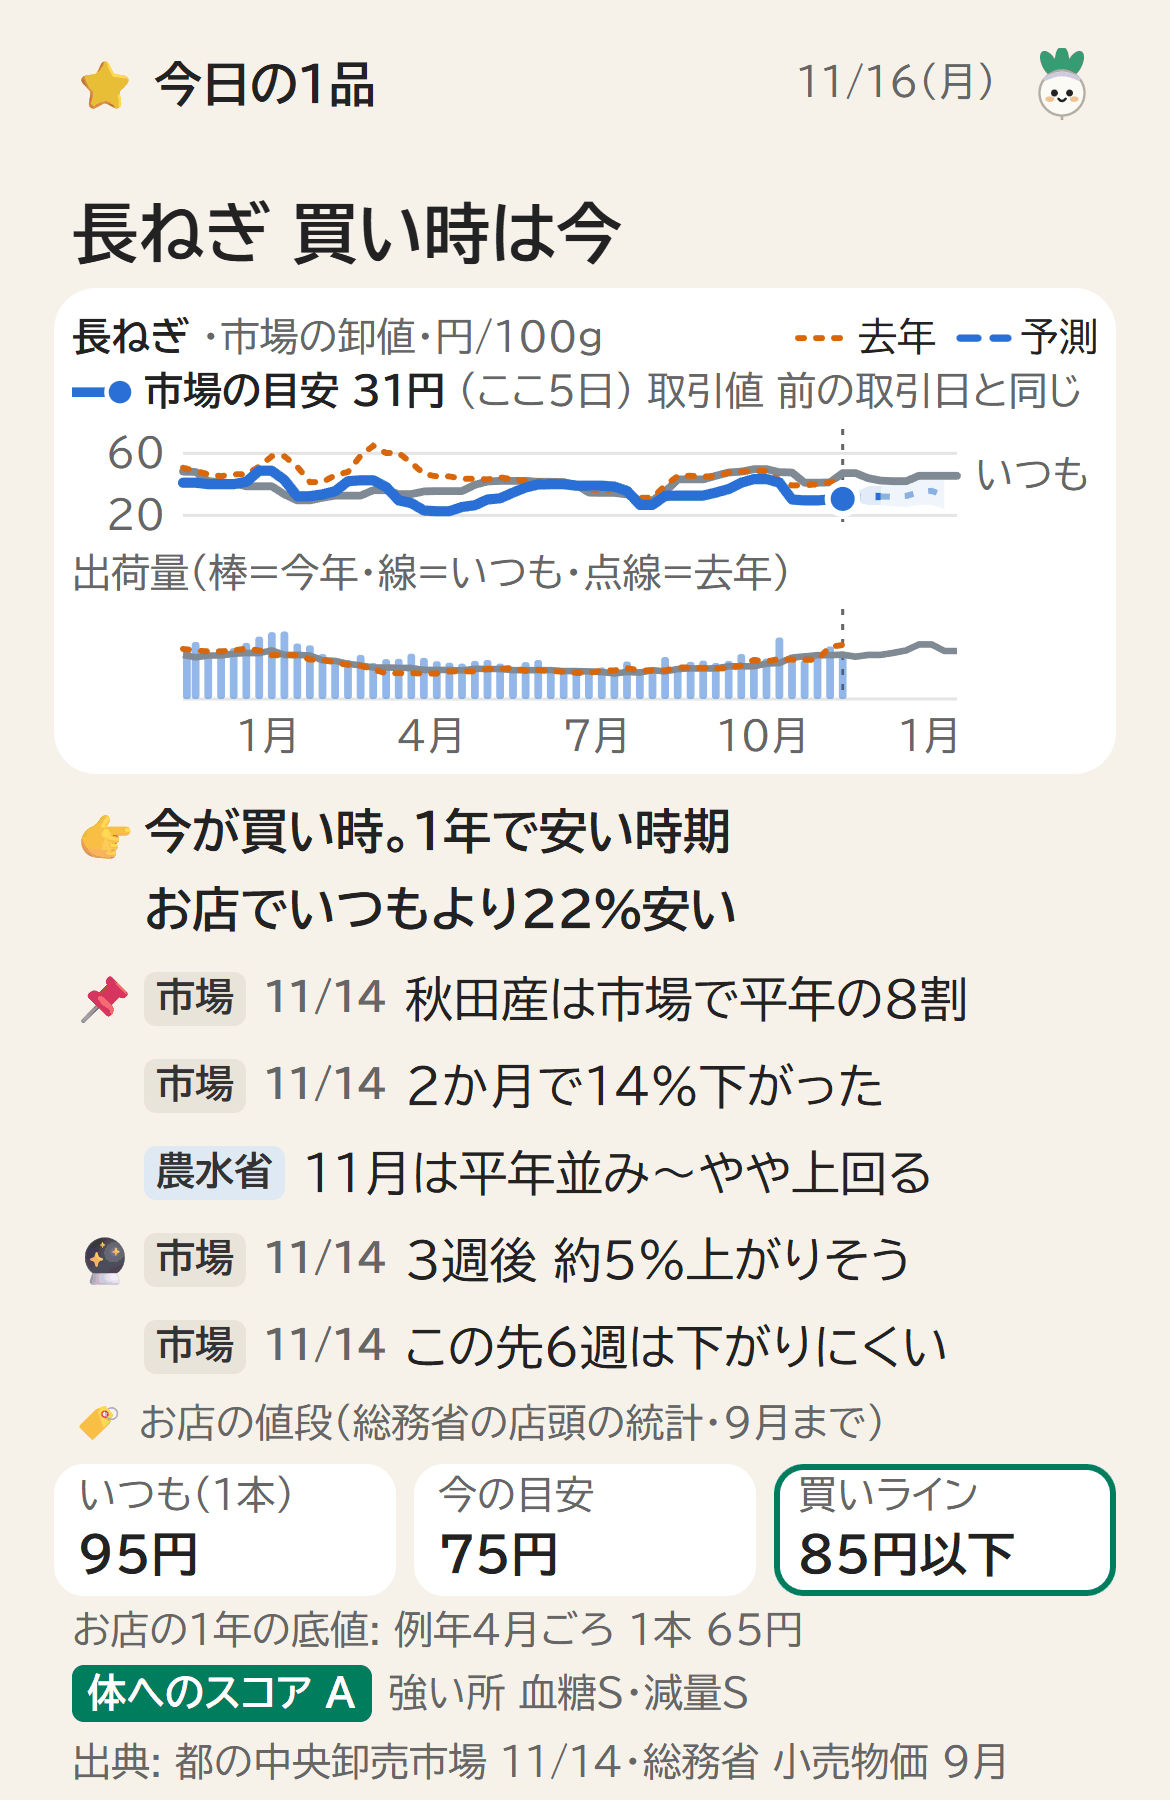 今日の1品 11/16(月)
長ねぎ 買い時は今
長ねぎ・市場の卸値・円/100g 去年 予測
市場の目安 31円 (ここ5日) 取引値 前の取引日と同じ
60
いつも
20
出荷量(棒=今年・線=いつも・点線=去年)
1月 4月 7月 10月 1月
今が買い時。1年で安い時期
お店でいつもより22%安い
市場 11/14 秋田産は市場で平年の8割
市場 11/14 2か月で14%下がった
農水省 11月は平年並み〜やや上回る
市場 11/14 3週後 約5%上がりそう
市場 11/14 この先6週は下がりにくい
お店の値段(総務省の店頭の統計・9月まで)
いつも(1本) 今の目安 買いライン
95円 75円 85円以下
お店の1年の底値: 例年4月ごろ 1本 65円
体へのスコア A 強い所 血糖S・減量S
出典: 都の中央卸売市場 11/14・総務省 小売物価 9月